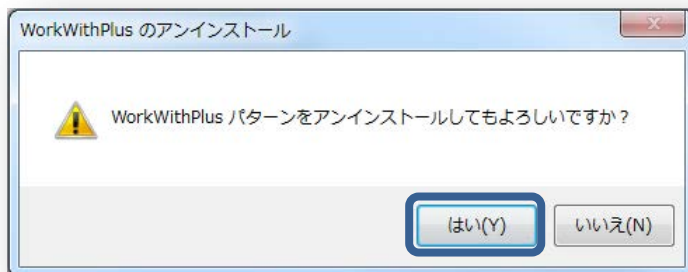 WorkWithPlus のアンインストール
WorkWithPlus パターンをアンインストールしてもよろしいですか？
はい(Y)
いいえ(N)